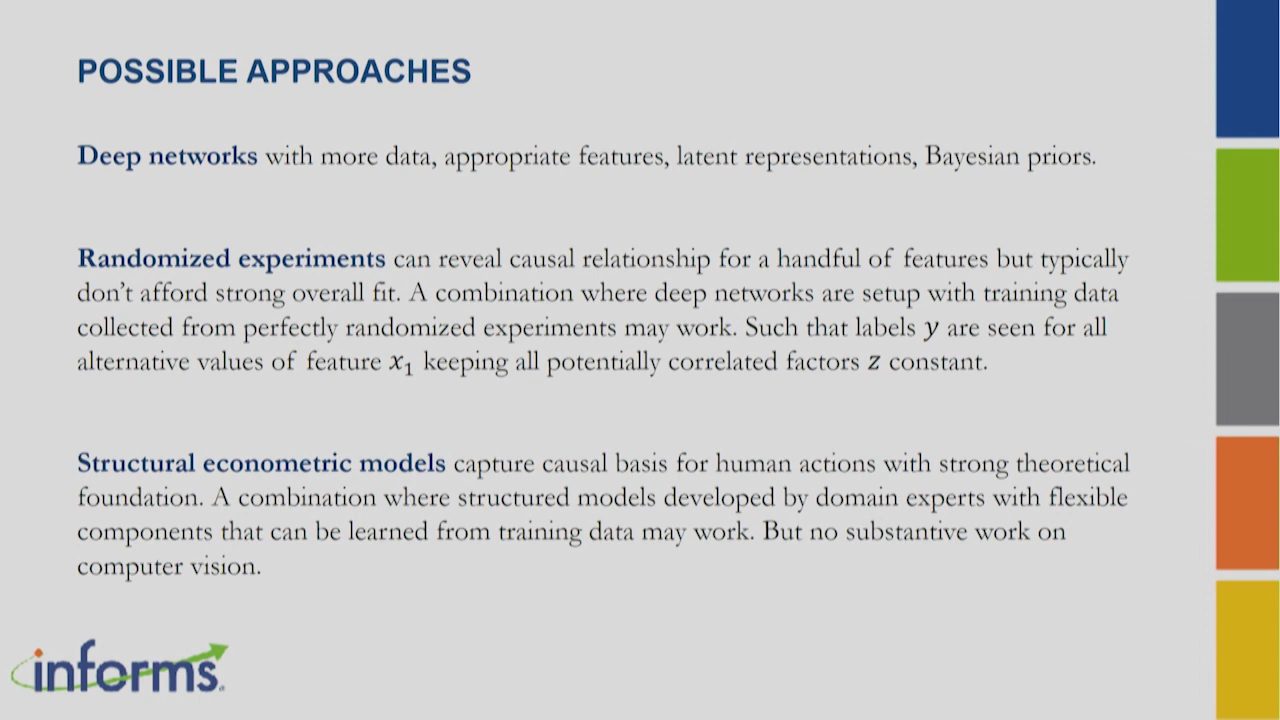 POSSIBLE APPROACHES
Deep networks with more data, appropriate features, latent representations, Bayesian priors.
Randomized experiments can reveal causal relationship for a handful of features but typically
don't afford strong overall fit. A combination where deep networks are setup with training data
collected from perfectly randomized experiments may work. Such that labels y are seen for all
alternative values of feature x₁ keeping all potentially correlated factors z constant.
Structural econometric models capture causal basis for human actions with strong theoretical
foundation. A combination where structured models developed by domain experts with flexible
components that can be learned from training data may work. But no substantive work on
computer vision.
informs